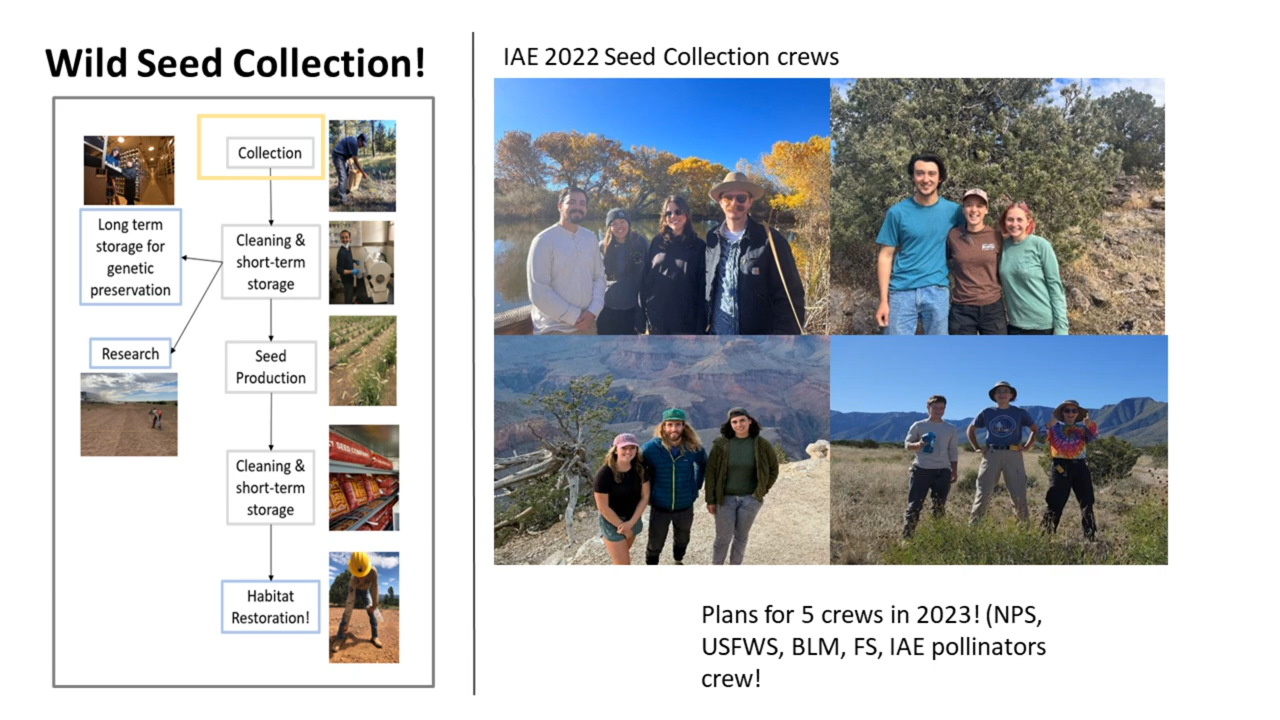 Wild Seed Collection!
Collection
Long term
storage for
genetic
preservation
Cleaning &
short-term
storage
Research
Seed
Production
Cleaning &
short-term
storage
Habitat
Restoration!
IAE 2022 Seed Collection crews
Plans for 5 crews in 2023! (NPS,
USFWS, BLM, FS, IAE pollinators
crew!